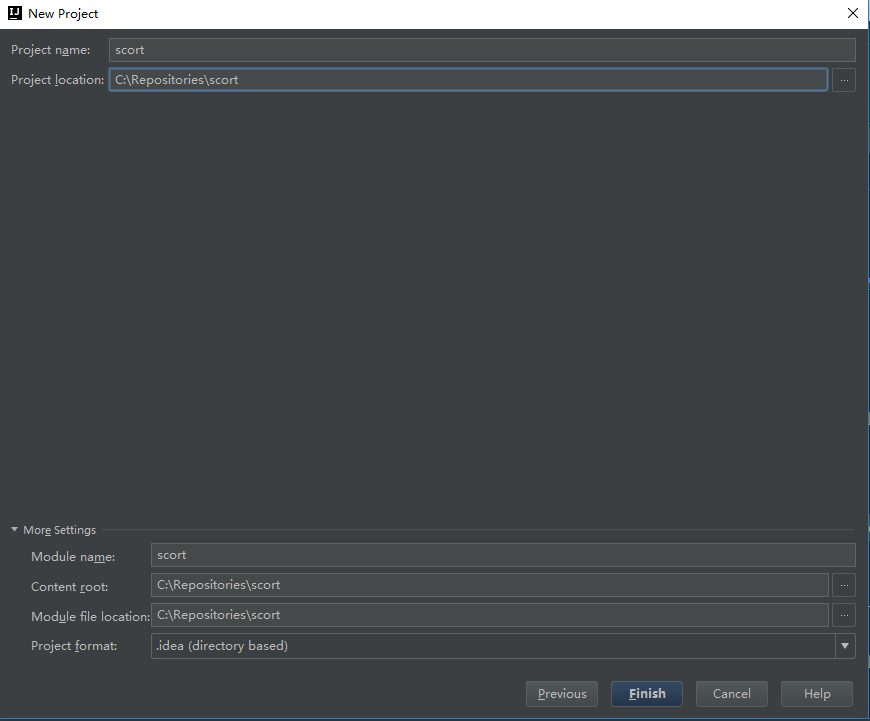 IJ New Project
Project name: scort
Project location: C:\Repositories\scort ...
More Settings
Module name: scort
Content root: C:\Repositories\scort ...
Module file location: C:\Repositories\scort ...
Project format: .idea (directory based)
Previous Finish Cancel Help